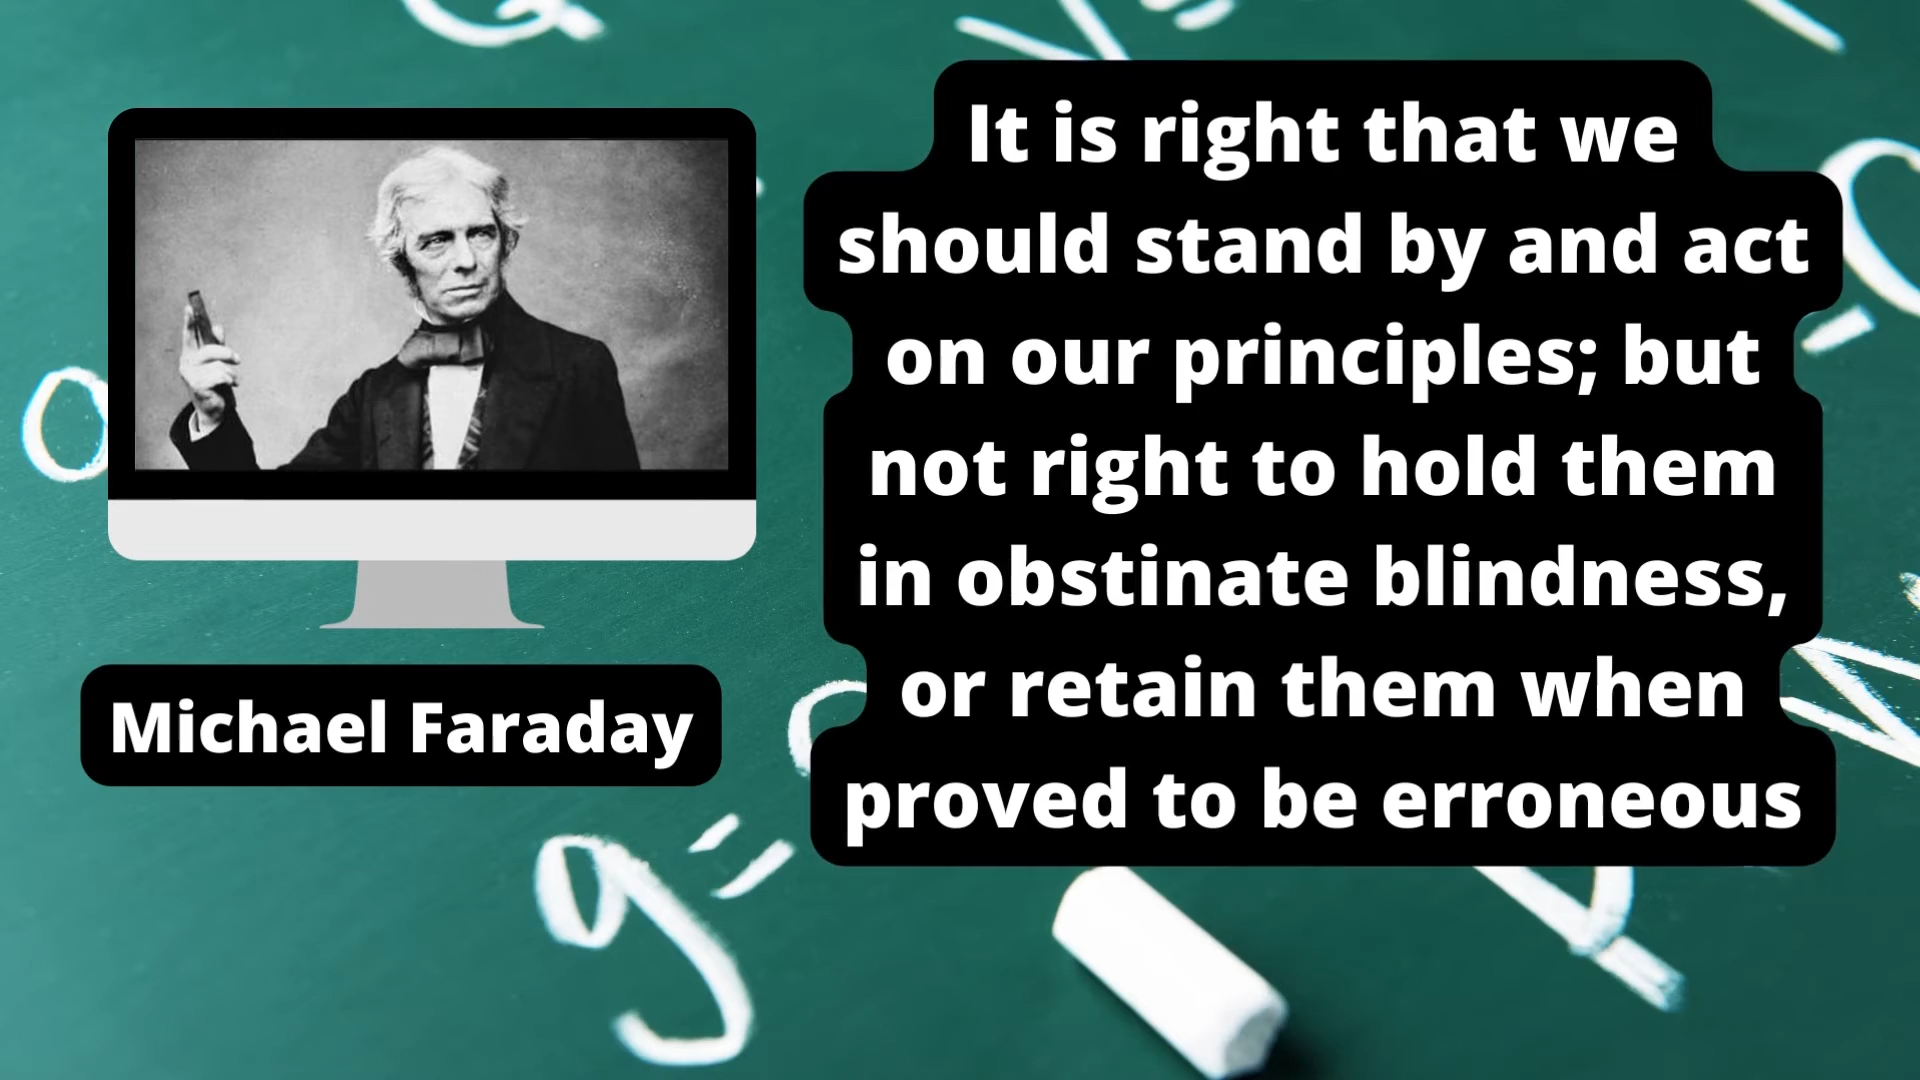 It is right that we
should stand by and act
on our principles; but
not right to hold them
in obstinate blindness,
or retain them when
proved to be erroneous
Michael Faraday
g=